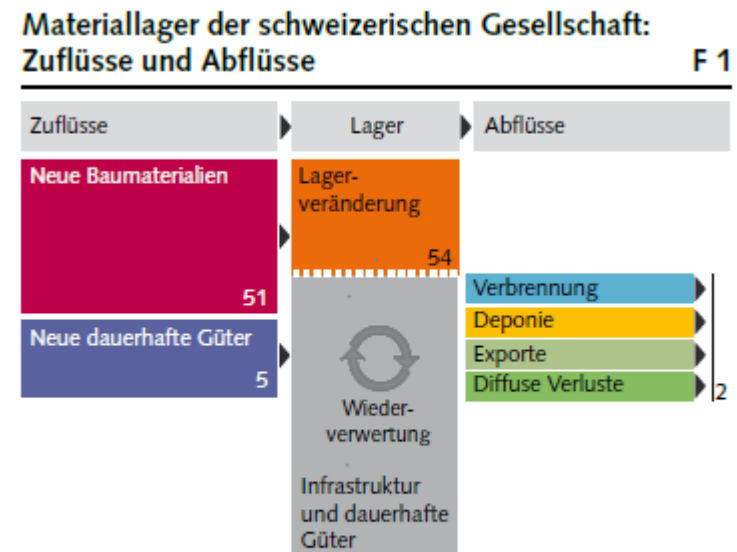 Materiallager der schweizerischen Gesellschaft:
Zuflüsse und Abflüsse F 1
Zuflüsse Lager Abflüsse
Neue Baumaterialien
51
Neue dauerhafte Güter
5
Lager-
veränderung
54
Wieder-
verwertung
Infrastruktur
und dauerhafte
Güter
Verbrennung
Deponie
Exporte
Diffuse Verluste
2